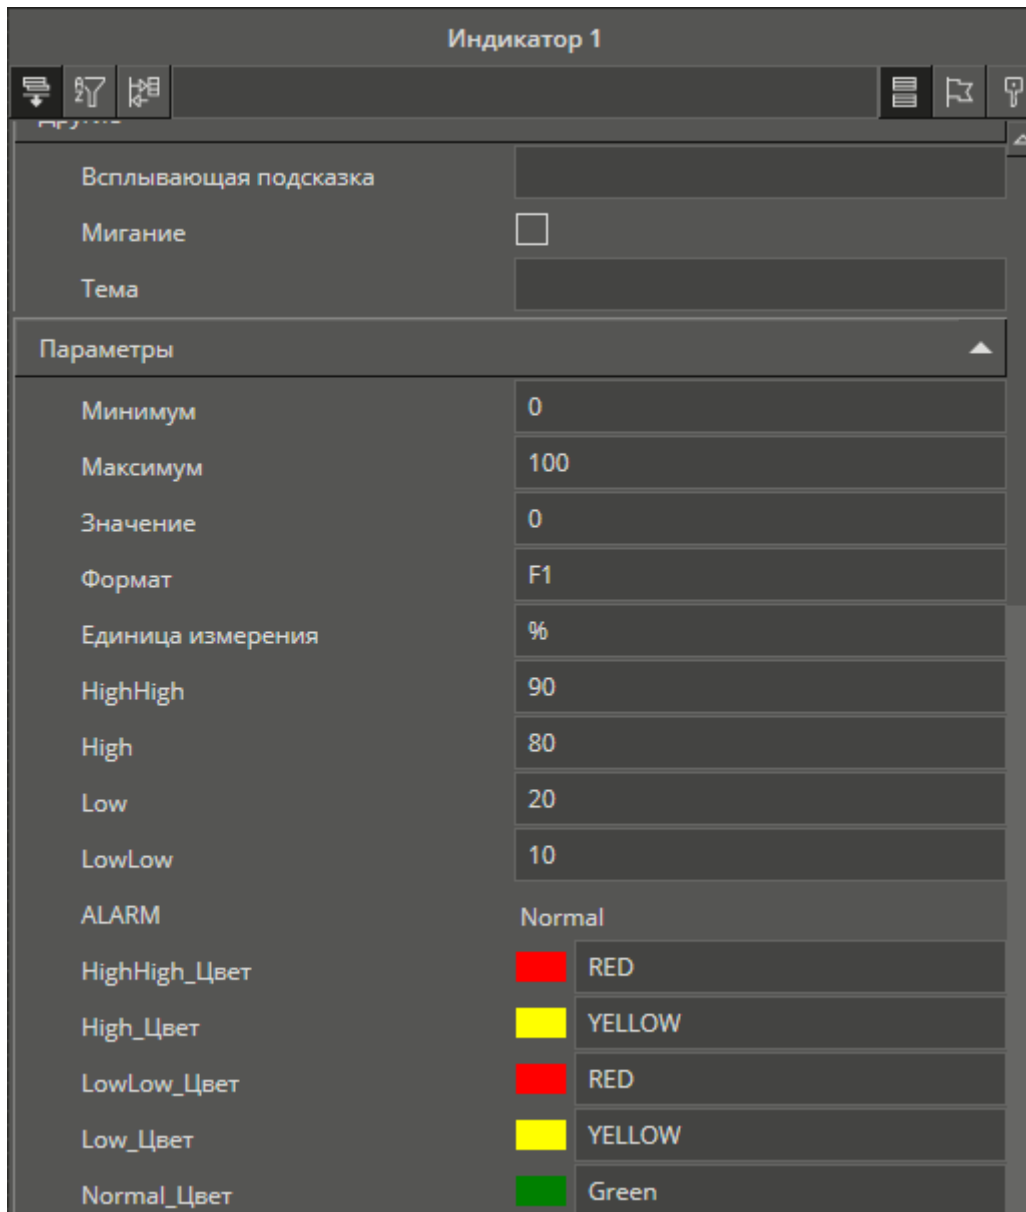 Индикатор 1
Другие
Всплывающая подсказка
Мигание
Тема
Параметры
Минимум 0
Максимум 100
Значение 0
Формат F1
Единица измерения %
HighHigh 90
High 80
Low 20
LowLow 10
ALARM Normal
HighHigh_Цвет RED
High_Цвет YELLOW
LowLow_Цвет RED
Low_Цвет YELLOW
Normal_Цвет Green